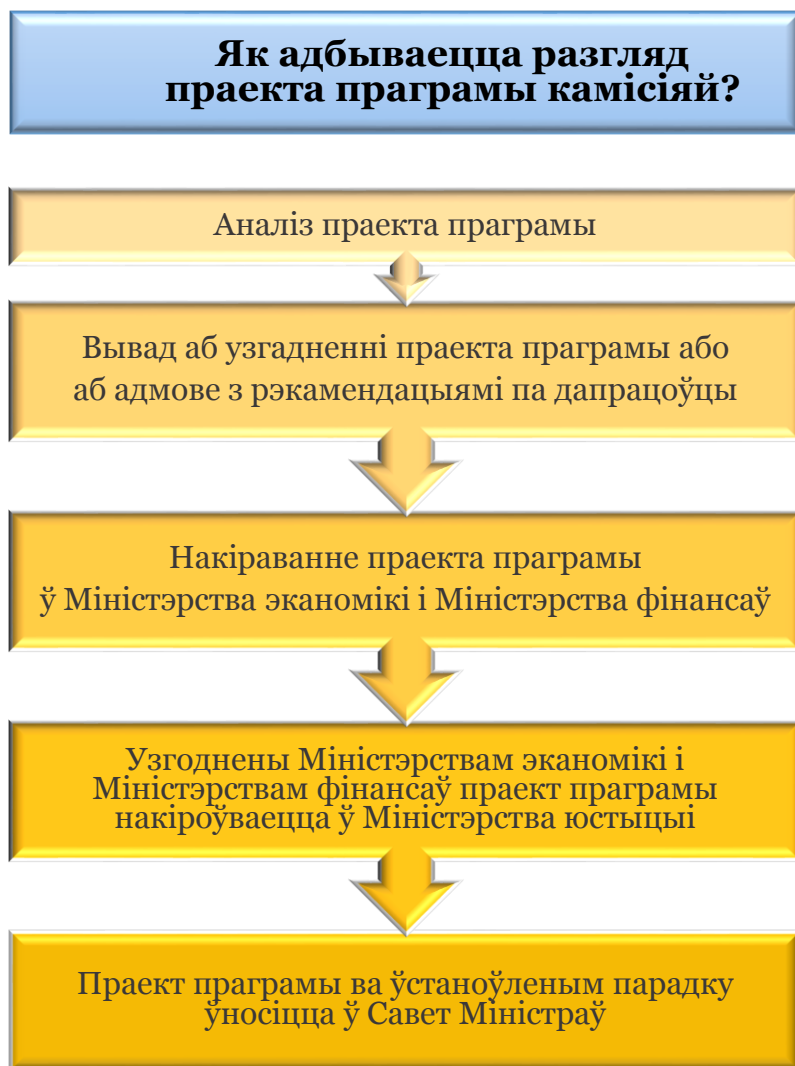 Як адбываецца разгляд
праекта праграмы камісіяй?
Аналіз праекта праграмы
Вывад аб узгадненні праекта праграмы або
аб адмове з рэкамендацыямі па дапрацоўцы
Накіраванне праекта праграмы
ў Міністэрства эканомікі і Міністэрства фінансаў
Узгоднены Міністэрствам эканомікі і
Міністэрствам фінансаў праект праграмы
накіроўваецца ў Міністэрства юстыцыі
Праект праграмы ва ўстаноўленым парадку
ўносіцца ў Савет Міністраў